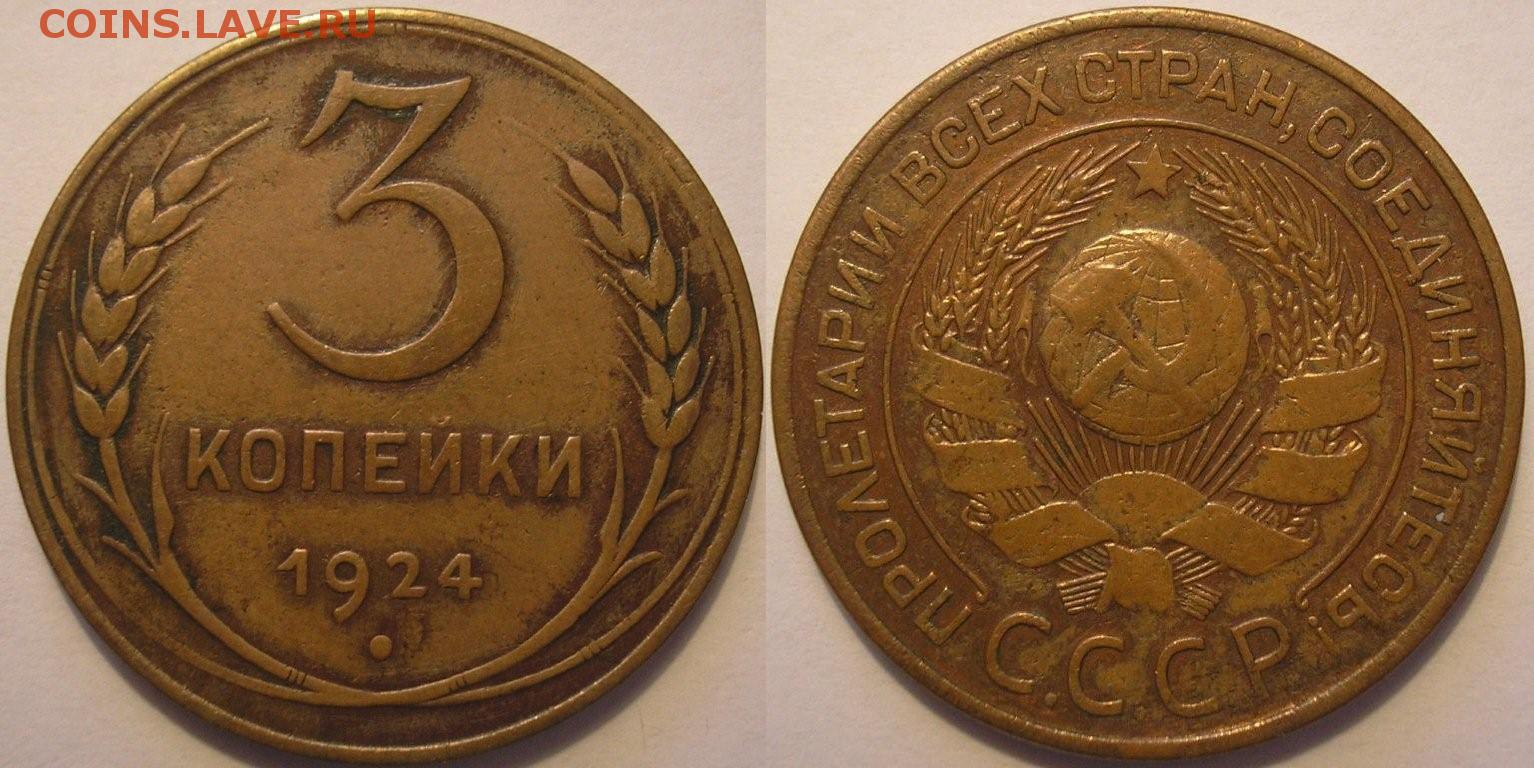 COINS.LAVE.RU
3
КОПЕЙКИ
1924
ПРОЛЕТАРИИ ВСЕХ СТРАН, СОЕДИНЯЙТЕСЬ!
С.С.С.Р.